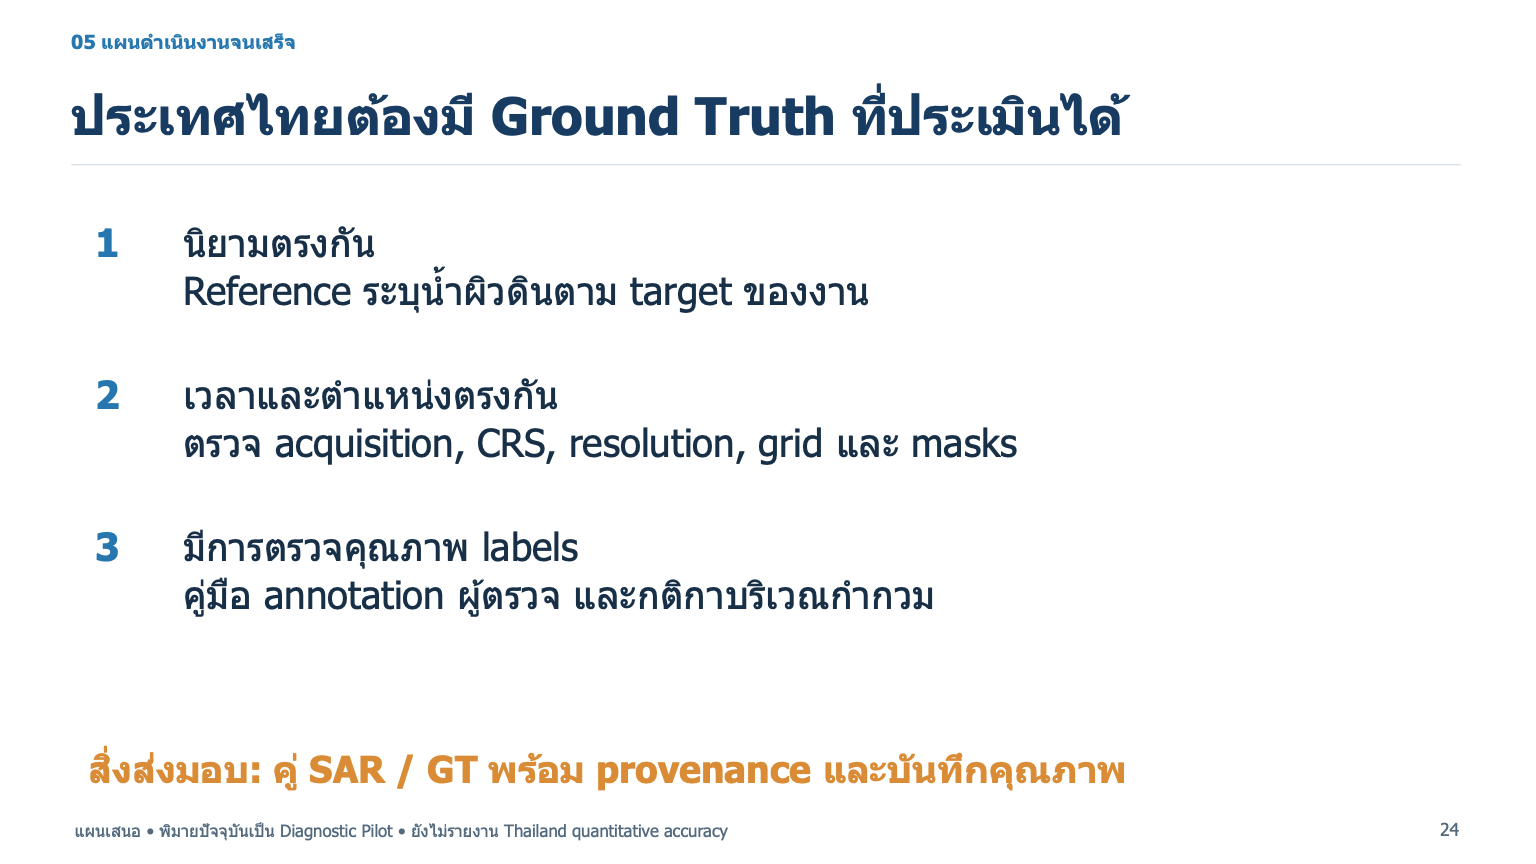 05 แผนดำเนินงานจนเสร็จ
ประเทศไทยต้องมี Ground Truth ที่ประเมินได้
1 นิยามตรงกัน
Reference ระบุน้ำผิวดินตาม target ของงาน
2 เวลาและตำแหน่งตรงกัน
ตรวจ acquisition, CRS, resolution, grid และ masks
3 มีการตรวจคุณภาพ labels
คู่มือ annotation ผู้ตรวจ และกติกาบริเวณกำกวม
สิ่งส่งมอบ: คู่ SAR / GT พร้อม provenance และบันทึกคุณภาพ
แผนเสนอ • พิมายปัจจุบันเป็น Diagnostic Pilot • ยังไม่รายงาน Thailand quantitative accuracy
24